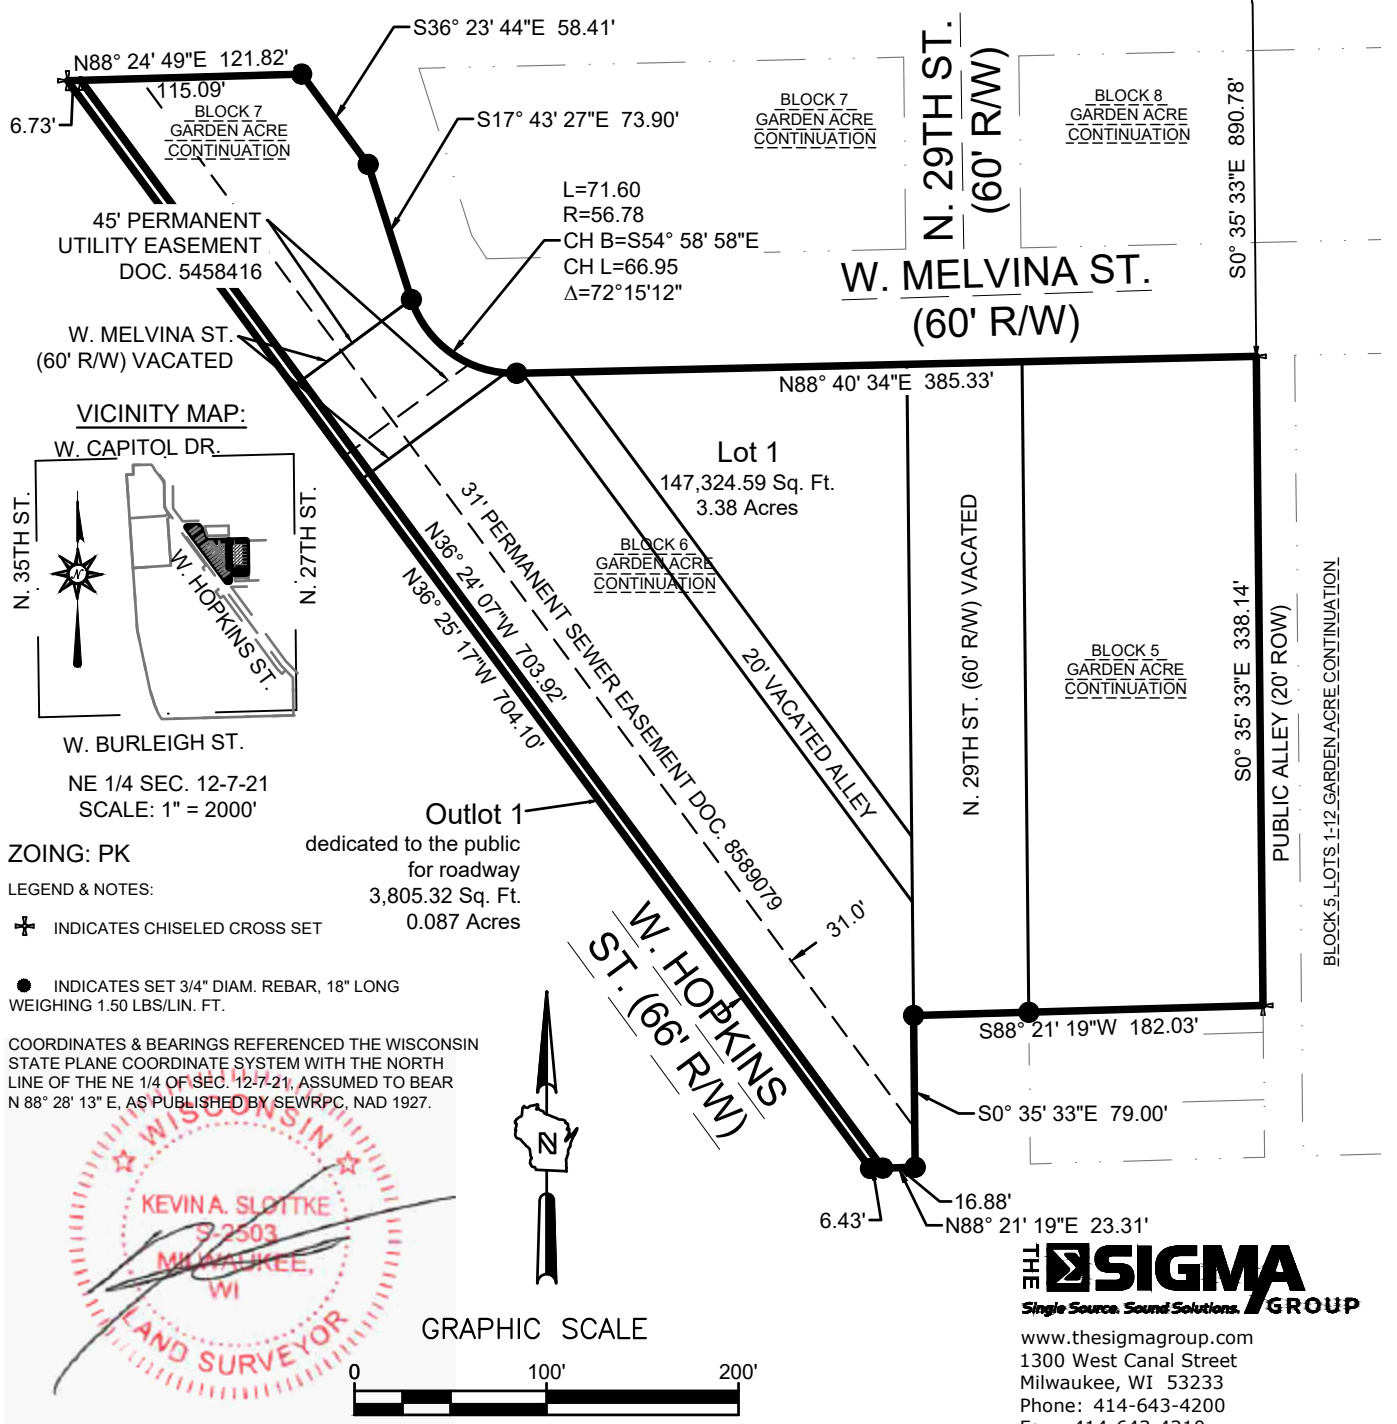 S36° 23' 44"E 58.41'
N88° 24' 49"E 121.82'
115.09'
6.73'
BLOCK 7
GARDEN ACRE
CONTINUATION
S17° 43' 27"E 73.90'
BLOCK 7
GARDEN ACRE
CONTINUATION
N. 29TH ST.
(60' R/W)
BLOCK 8
GARDEN ACRE
CONTINUATION
S0° 35' 33"E 890.78'
L=71.60
R=56.78
CH B=S54° 58' 58"E
CH L=66.95
Δ=72°15'12"
45' PERMANENT
UTILITY EASEMENT
DOC. 5458416
W. MELVINA ST.
(60' R/W)
W. MELVINA ST.
(60' R/W) VACATED
N88° 40' 34"E 385.33'
VICINITY MAP:
W. CAPITOL DR.
N. 35TH ST.
N
W. HOPKINS ST.
N. 27TH ST.
W. BURLEIGH ST.
NE 1/4 SEC. 12-7-21
SCALE: 1" = 2000'
Lot 1
147,324.59 Sq. Ft.
3.38 Acres
BLOCK 6
GARDEN ACRE
CONTINUATION
31' PERMANENT SEWER EASEMENT DOC. 8589079
N36° 24' 07"W 703.92'
N36° 25' 17"W 704.10'
20' VACATED ALLEY
N. 29TH ST. (60' R/W) VACATED
BLOCK 5
GARDEN ACRE
CONTINUATION
S0° 35' 33"E 338.14'
PUBLIC ALLEY (20' ROW)
BLOCK 5, LOTS 1-12 GARDEN ACRE CONTINUATION
Outlot 1
dedicated to the public
for roadway
3,805.32 Sq. Ft.
0.087 Acres
ZOING: PK
LEGEND & NOTES:
INDICATES CHISELED CROSS SET
INDICATES SET 3/4" DIAM. REBAR, 18" LONG
WEIGHING 1.50 LBS/LIN. FT.
COORDINATES & BEARINGS REFERENCED THE WISCONSIN
STATE PLANE COORDINATE SYSTEM WITH THE NORTH
LINE OF THE NE 1/4 OF SEC. 12-7-21, ASSUMED TO BEAR
N 88° 28' 13" E, AS PUBLISHED BY SEWRPC, NAD 1927.
31.0'
W. HOPKINS
ST. (66' R/W)
S88° 21' 19"W 182.03'
S0° 35' 33"E 79.00'
16.88'
6.43'
N88° 21' 19"E 23.31'
N
WISCONSIN
KEVIN A. SLOTTKE
S-2503
MILWAUKEE,
WI
LAND SURVEYOR
GRAPHIC SCALE
0 100' 200'
THE Σ SIGMA
Single Source. Sound Solutions. GROUP
www.thesigmagroup.com
1300 West Canal Street
Milwaukee, WI 53233
Phone: 414-643-4200